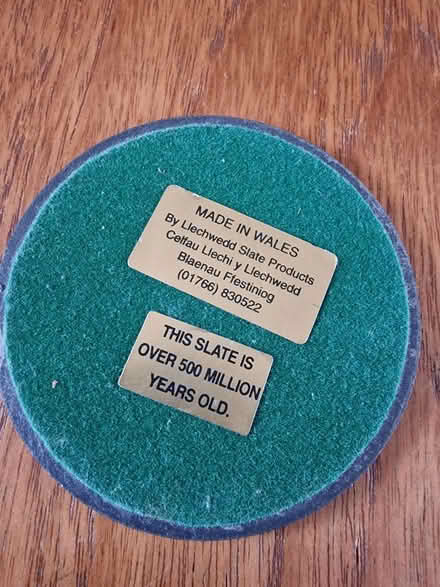 MADE IN WALES
By Llechwedd Slate Products
Celfau Llechi y Llechwedd
Blaenau Ffestiniog
(01766) 830522
THIS SLATE IS
OVER 500 MILLION
YEARS OLD.